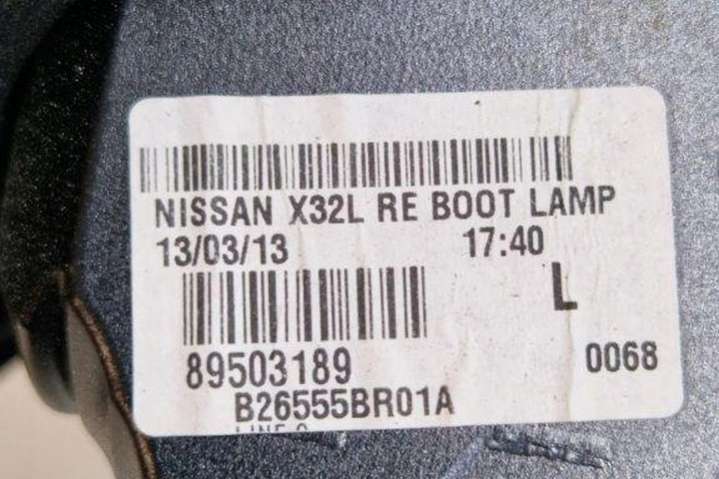 NISSAN X32L RE BOOT LAMP
13/03/13 17:40
L
89503189 0068
B26555BR01A